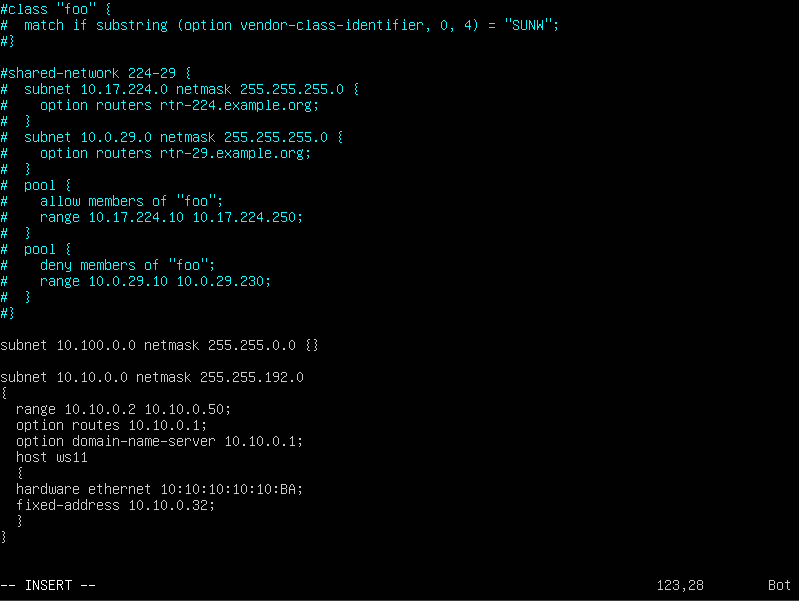 #class "foo" {
#  match if substring (option vendor-class-identifier, 0, 4) = "SUNW";
#}

#shared-network 224-29 {
#  subnet 10.17.224.0 netmask 255.255.255.0 {
#    option routers rtr-224.example.org;
#  }
#  subnet 10.0.29.0 netmask 255.255.255.0 {
#    option routers rtr-29.example.org;
#  }
#  pool {
#    allow members of "foo";
#    range 10.17.224.10 10.17.224.250;
#  }
#  pool {
#    deny members of "foo";
#    range 10.0.29.10 10.0.29.230;
#  }
#}

subnet 10.100.0.0 netmask 255.255.0.0 {}

subnet 10.10.0.0 netmask 255.255.192.0
{
  range 10.10.0.2 10.10.0.50;
  option routes 10.10.0.1;
  option domain-name-server 10.10.0.1;
  host ws11
  {
  hardware ethernet 10:10:10:10:10:BA;
  fixed-address 10.10.0.32;
  }
}

-- INSERT -- 123,28 Bot